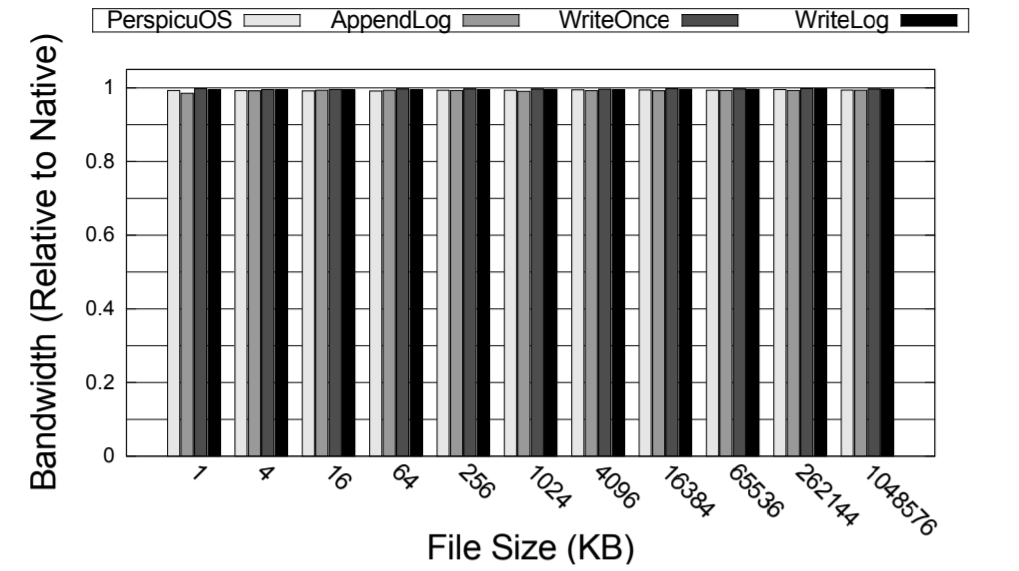 PerspicuOS AppendLog WriteOnce WriteLog
Bandwidth (Relative to Native)
1
0.8
0.6
0.4
0.2
0
1 4 16 64 256 1024 4096 16384 65536 262144 1048576
File Size (KB)